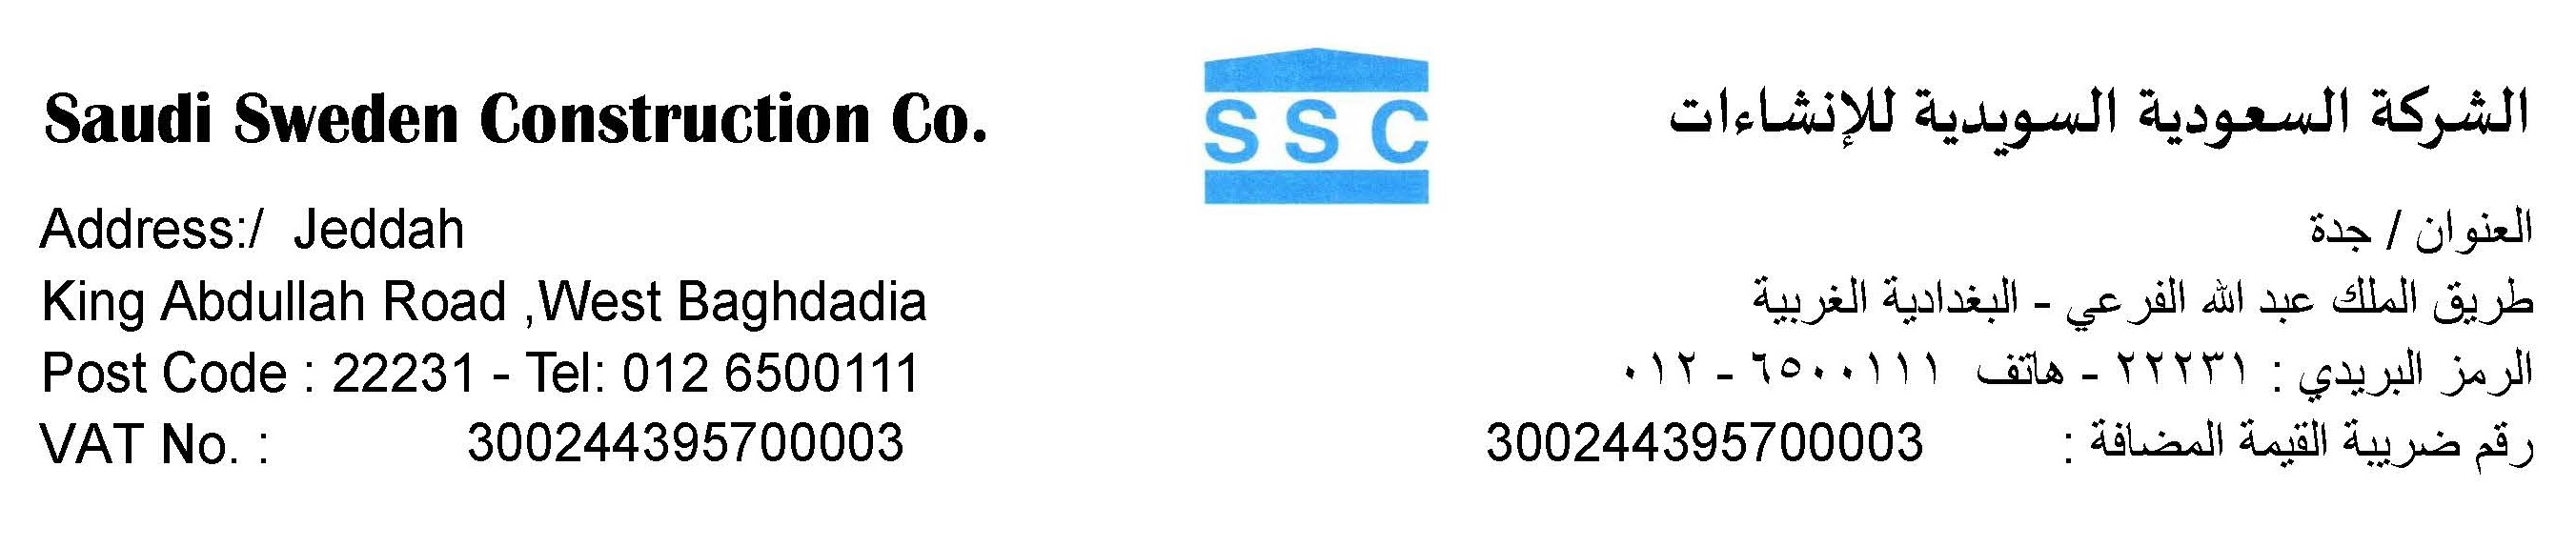 Saudi Sweden Construction Co.
Address:/ Jeddah
King Abdullah Road ,West Baghdadia
Post Code : 22231 - Tel: 012 6500111
VAT No. : 300244395700003
SSC
الشركة السعودية السويدية للإنشاءات
العنوان / جدة
طريق الملك عبد الله الفرعي - البغدادية الغربية
الرمز البريدي : ٢٢٢٣١ - هاتف ٦٥٠٠١١١ - ٠١٢
رقم ضريبة القيمة المضافة : 300244395700003